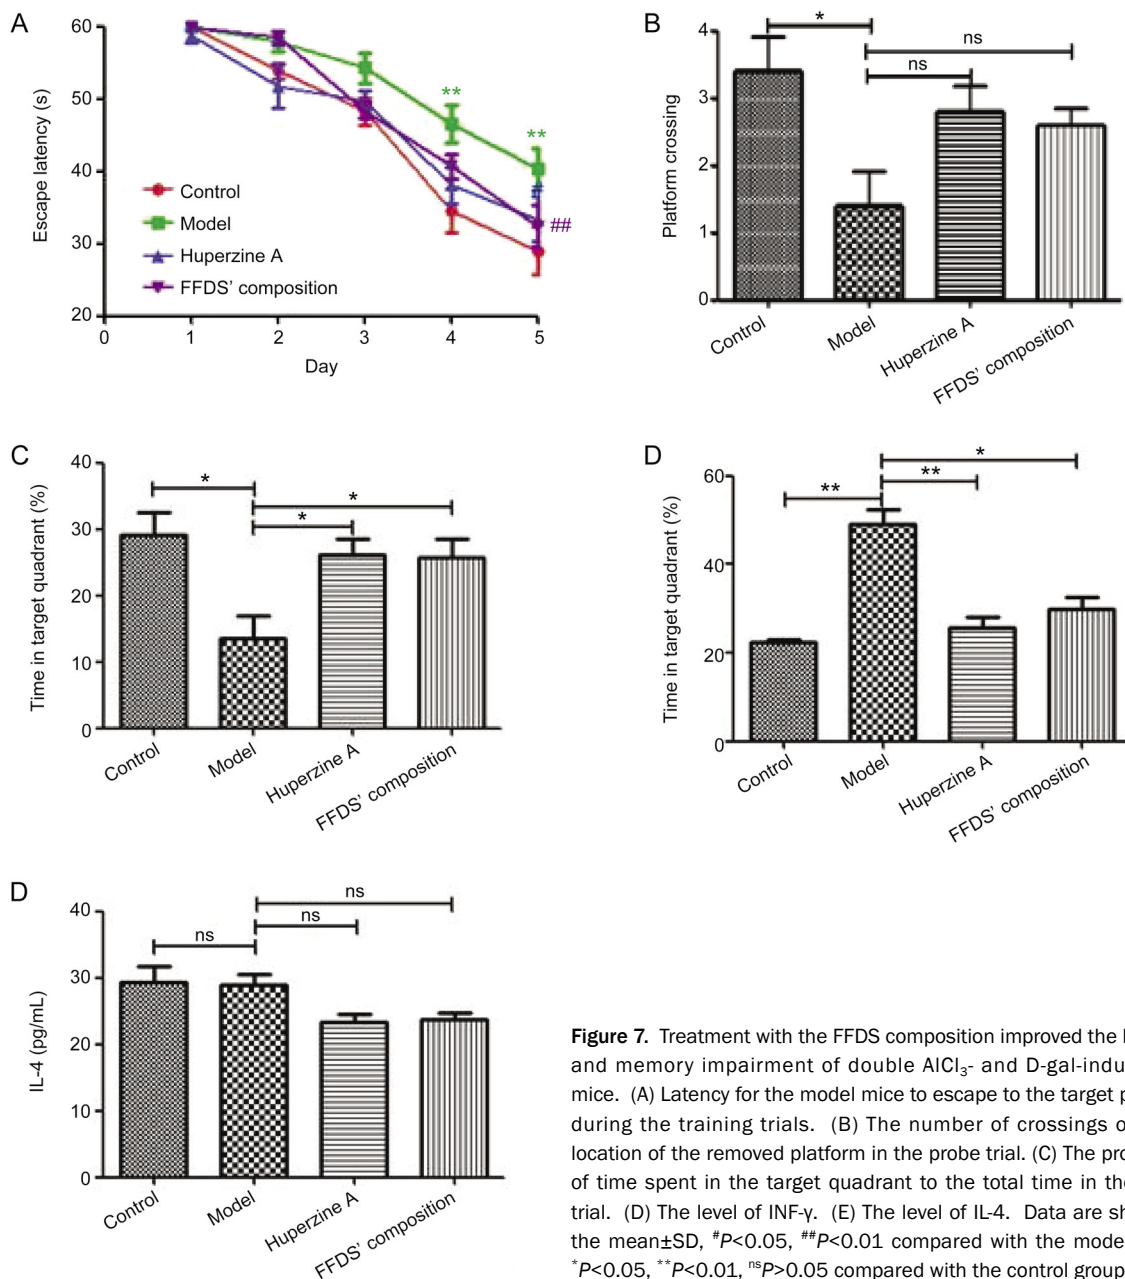 A
Escape latency (s)
60
50
40
30
20
0
1
2
3
4
5
Day
**
**
##
Control
Model
Huperzine A
FFDS' composition
B
Platform crossing
4
3
2
1
0
*
ns
ns
Control
Model
Huperzine A
FFDS' composition
C
Time in target quadrant (%)
40
30
20
10
0
*
*
*
Control
Model
Huperzine A
FFDS' composition
D
Time in target quadrant (%)
60
40
20
0
*
**
**
Control
Model
Huperzine A
FFDS' composition
D
IL-4 (pg/mL)
40
30
20
10
0
ns
ns
ns
Control
Model
Huperzine A
FFDS' composition
Figure 7. Treatment with the FFDS composition improved the
and memory impairment of double AlCl₃- and D-gal-indu
mice. (A) Latency for the model mice to escape to the target
during the training trials. (B) The number of crossings
location of the removed platform in the probe trial. (C) The
of time spent in the target quadrant to the total time in the
trial. (D) The level of INF-γ. (E) The level of IL-4. Data are
the mean±SD, #P<0.05, ##P<0.01 compared with the
*P<0.05, **P<0.01, nsP>0.05 compared with the control group